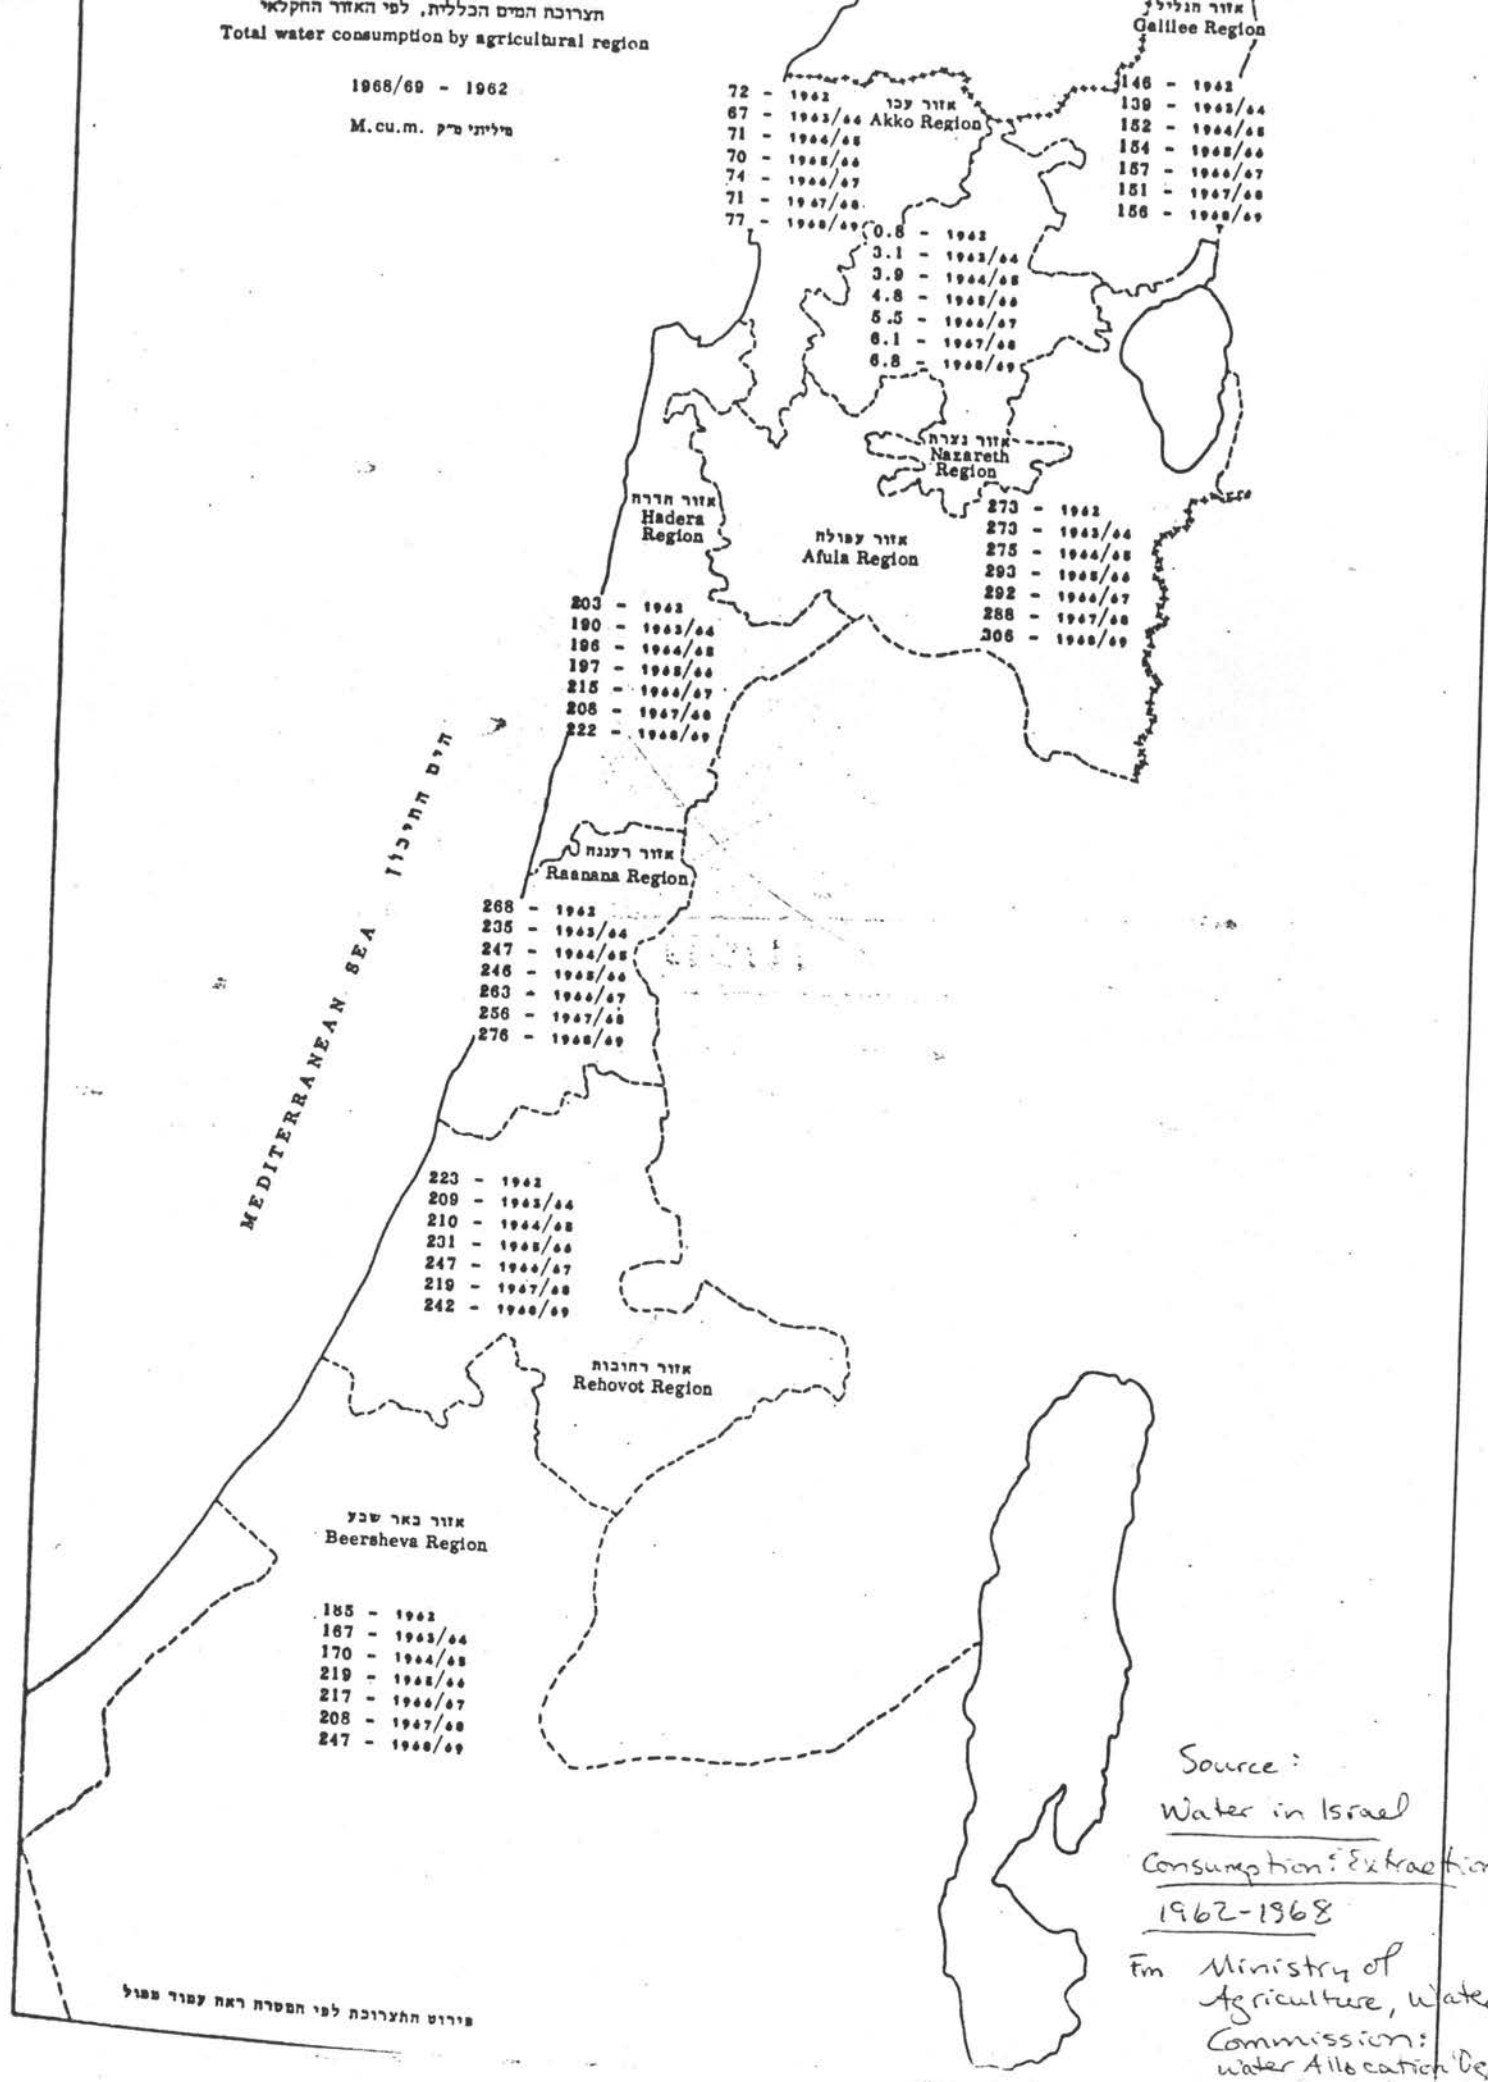 תצרוכת המים הכללית, לפי האזור החקלאי
Total water consumption by agricultural region
1968/69 - 1962
M.cu.m. מיליוני מ"ק
אזור הגליל
Galilee Region
146 - 1962
139 - 1963/64
152 - 1964/65
154 - 1965/66
157 - 1966/67
151 - 1967/68
156 - 1968/69
אזור עכו
Akko Region
72 - 1962
67 - 1963/64
71 - 1964/65
70 - 1965/66
74 - 1966/67
71 - 1967/68
77 - 1968/69
0.8 - 1962
3.1 - 1963/64
3.9 - 1964/65
4.8 - 1965/66
5.5 - 1966/67
6.1 - 1967/68
6.8 - 1968/69
אזור נצרת
Nazareth
Region
אזור חדרה
Hadera
Region
אזור עפולה
Afula Region
273 - 1962
273 - 1963/64
275 - 1964/65
293 - 1965/66
292 - 1966/67
288 - 1967/68
306 - 1968/69
203 - 1962
190 - 1963/64
196 - 1964/65
197 - 1965/66
215 - 1966/67
208 - 1967/68
222 - 1968/69
הים התיכון
MEDITERRANEAN SEA
אזור רעננה
Raanana Region
268 - 1962
235 - 1963/64
247 - 1964/65
246 - 1965/66
263 - 1966/67
256 - 1967/68
276 - 1968/69
223 - 1962
209 - 1963/64
210 - 1964/65
231 - 1965/66
247 - 1966/67
219 - 1967/68
242 - 1968/69
אזור רחובות
Rehovot Region
אזור באר שבע
Beersheva Region
185 - 1962
167 - 1963/64
170 - 1964/65
219 - 1965/66
217 - 1966/67
208 - 1967/68
247 - 1968/69
פירוט התצרוכת לפי המטרות ראה עמוד ממול
Source:
Water in Israel
Consumption: Extraction
1962-1968
Fm Ministry of
Agriculture, Water
Commission:
Water Allocation